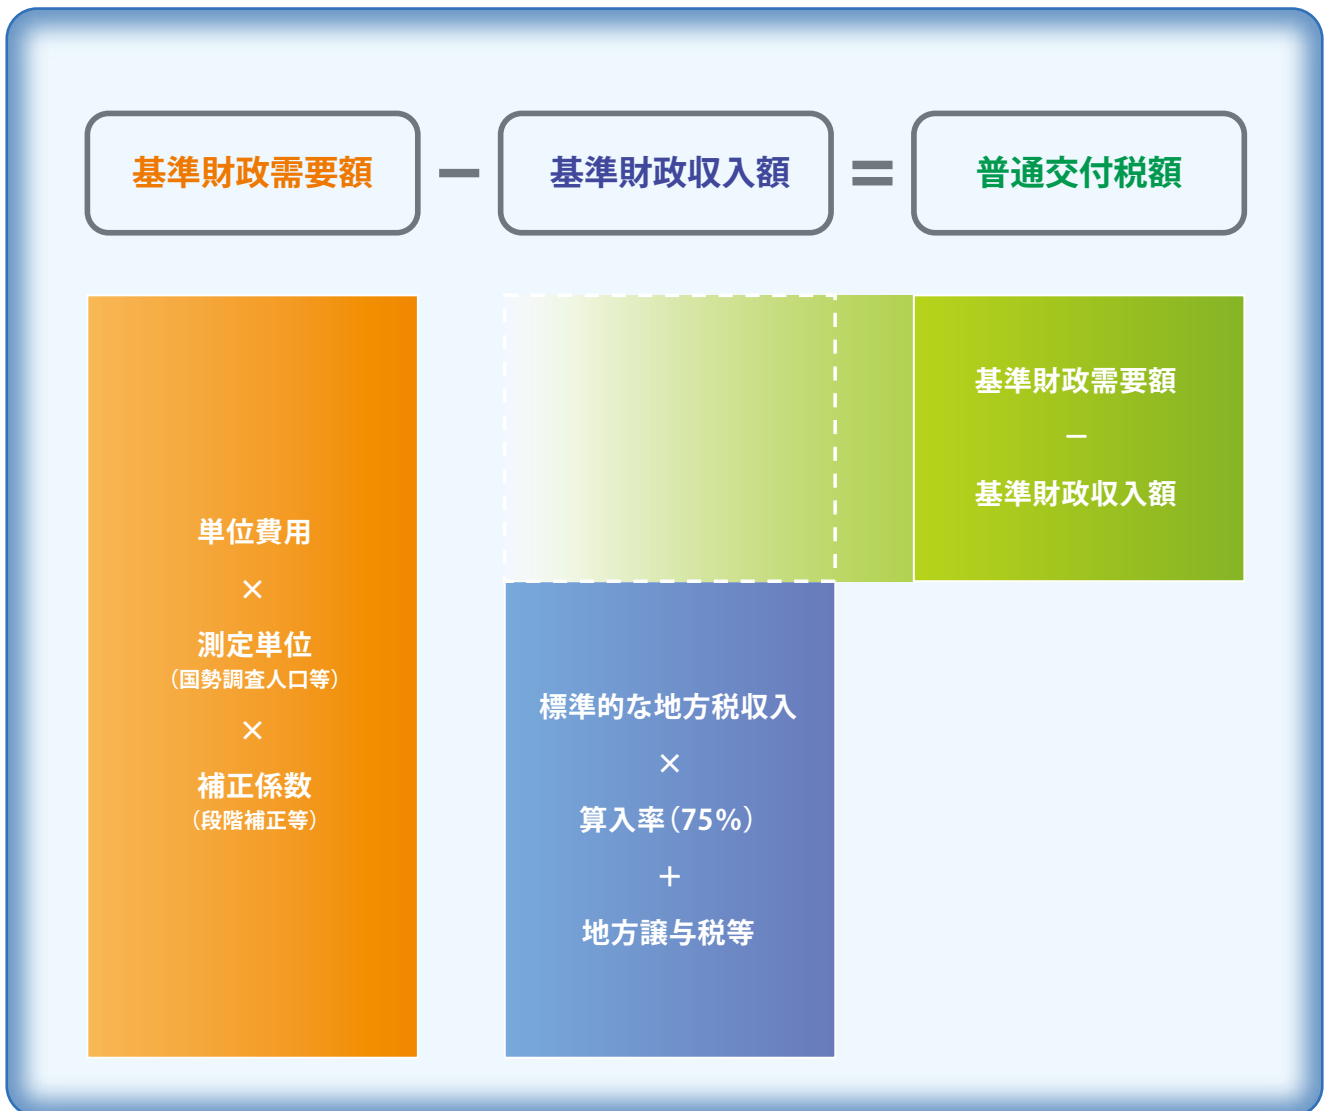 基準財政需要額 － 基準財政収入額 ＝ 普通交付税額
単位費用
×
測定単位
（国勢調査人口等）
×
補正係数
（段階補正等）
標準的な地方税収入
×
算入率（75%）
＋
地方譲与税等
基準財政需要額
－
基準財政収入額